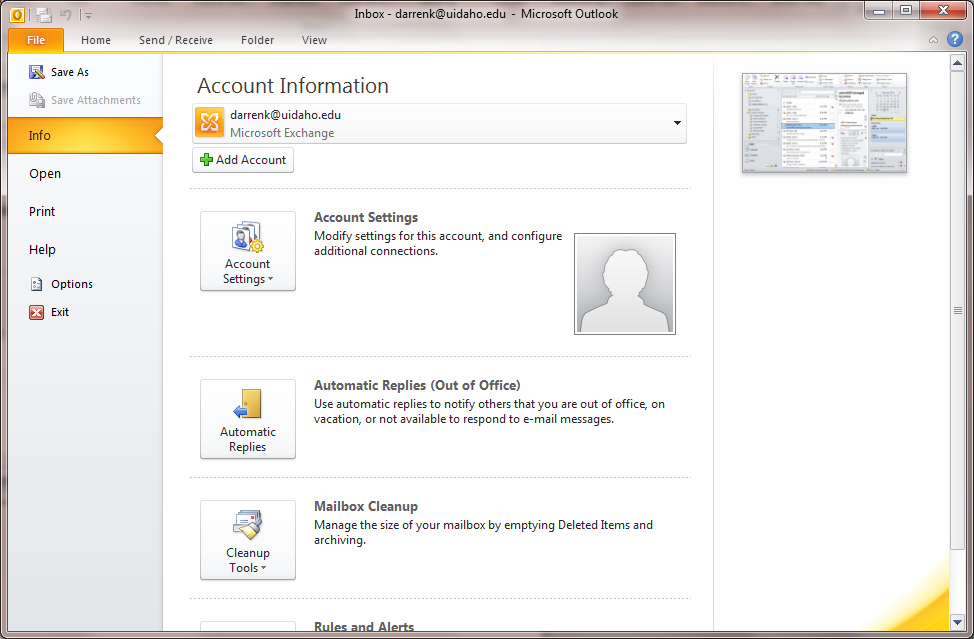 Inbox - darrenk@uidaho.edu - Microsoft Outlook
File Home Send / Receive Folder View
Save As
Save Attachments
Info
Open
Print
Help
Options
Exit
Account Information
darrenk@uidaho.edu
Microsoft Exchange
Add Account
Account
Settings
Account Settings
Modify settings for this account, and configure
additional connections.
Automatic
Replies
Automatic Replies (Out of Office)
Use automatic replies to notify others that you are out of office, on
vacation, or not available to respond to e-mail messages.
Cleanup
Tools
Mailbox Cleanup
Manage the size of your mailbox by emptying Deleted Items and
archiving.
Rules and Alerts